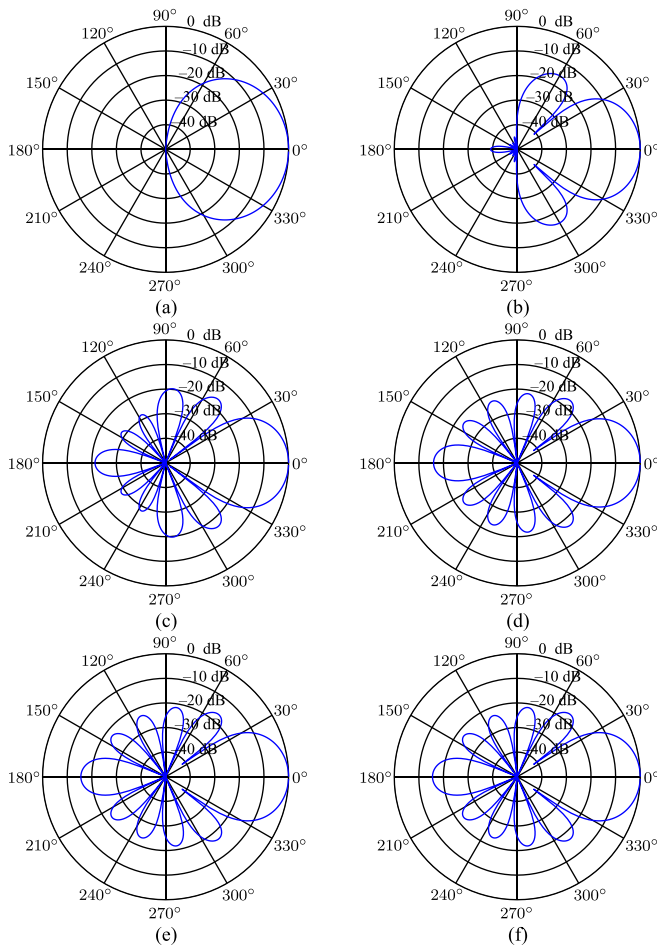 90° 0 dB 90° 0 dB
120° 60° 120° 60°
–10 dB –10 dB
150° –20 dB 30° 150° –20 dB 30°
–30 dB –30 dB
–40 dB –40 dB
180° 0° 180° 0°
210° 330° 210° 330°
240° 300° 240° 300°
270° 270°
(a) (b)
90° 0 dB 90° 0 dB
120° 60° 120° 60°
–10 dB –10 dB
150° –20 dB 30° 150° –20 dB 30°
–30 dB –30 dB
–40 dB –40 dB
180° 0° 180° 0°
210° 330° 210° 330°
240° 300° 240° 300°
270° 270°
(c) (d)
90° 0 dB 90° 0 dB
120° 60° 120° 60°
–10 dB –10 dB
150° –20 dB 30° 150° –20 dB 30°
–30 dB –30 dB
–40 dB –40 dB
180° 0° 180° 0°
210° 330° 210° 330°
240° 300° 240° 300°
270° 270°
(e) (f)